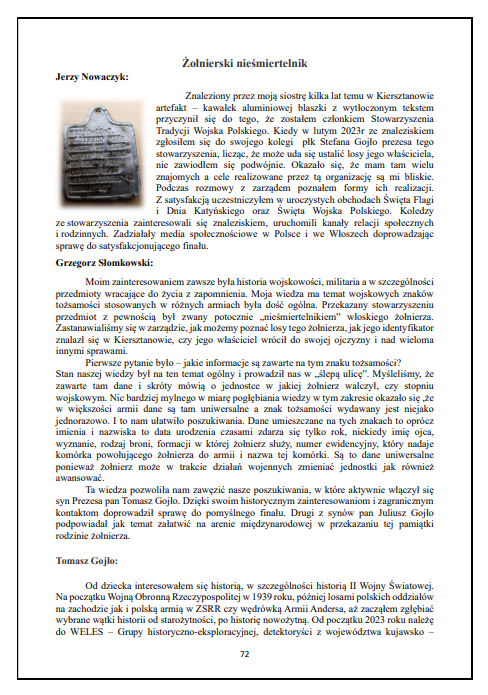 Żołnierski nieśmiertelnik
Jerzy Nowaczyk:
Znaleziony przez moją siostrę kilka lat temu w Kiersztanowie
artefakt – kawałek aluminiowej blaszki z wytłoczonym tekstem
przyczynił się do tego, że zostałem członkiem Stowarzyszenia
Tradycji Wojska Polskiego. Kiedy w lutym 2023r ze znaleziskiem
zgłosiłem się do swojego kolegi płk Stefana Gojło prezesa tego
stowarzyszenia, licząc, że może uda się ustalić losy jego właściciela,
nie zawiodłem się podwójnie. Okazało się, że mam tam wielu
znajomych a cele realizowane przez tą organizację są mi bliskie.
Podczas rozmowy z zarządem poznałem formy ich realizacji.
Z satysfakcją uczestniczyłem w uroczystych obchodach Święta Flagi
i Dnia Katyńskiego oraz Święta Wojska Polskiego. Koledzy
ze stowarzyszenia zainteresowali się znaleziskiem, uruchomili kanały relacji społecznych
i rodzinnych. Zadziałały media społecznościowe w Polsce i we Włoszech doprowadzając
sprawę do satysfakcjonującego finału.
Grzegorz Słomkowski:
Moim zainteresowaniem zawsze była historia wojskowości, militaria a w szczególności
przedmioty wracające do życia z zapomnienia. Moja wiedza ma temat wojskowych znaków
tożsamości stosowanych w różnych armiach była dość ogólna. Przekazany stowarzyszeniu
przedmiot z pewnością był zwany potocznie „nieśmiertelnikiem” włoskiego żołnierza.
Zastanawialiśmy się w zarządzie, jak możemy poznać losy tego żołnierza, jak jego identyfikator
znalazł się w Kiersztanowie, czy jego właściciel wrócił do swojej ojczyzny i nad wieloma
innymi sprawami.
Pierwsze pytanie było – jakie informacje są zawarte na tym znaku tożsamości?
Stan naszej wiedzy był na ten temat ogólny i prowadził nas w „ślepą ulicę”. Myśleliśmy, że
zawarte tam dane i skróty mówią o jednostce w jakiej żołnierz walczył, czy stopniu
wojskowym. Nic bardziej mylnego w miarę pogłębiania wiedzy w tym zakresie okazało się ,że
w większości armii dane są tam uniwersalne a znak tożsamości wydawany jest niejako
jednorazowo. I to nam ułatwiło poszukiwania. Dane umieszczane na tych znakach to oprócz
imienia i nazwiska to data urodzenia czasami zdarza się tylko rok, niekiedy imię ojca,
wyznanie, rodzaj broni, formacji w której żołnierz służy, numer ewidencyjny, który nadaje
komórka powołującego żołnierza do armii i nazwa tej komórki. Są to dane uniwersalne
ponieważ żołnierz może w trakcie działań wojennych zmieniać jednostki jak również
awansować.
Ta wiedza pozwoliła nam zawęzić nasze poszukiwania, w które aktywnie włączył się
syn Prezesa pan Tomasz Gojło. Dzięki swoim historycznym zainteresowaniom i zagranicznym
kontaktom doprowadził sprawę do pomyślnego finału. Drugi z synów pan Juliusz Gojło
podpowiadał jak temat załatwić na arenie międzynarodowej w przekazaniu tej pamiątki
rodzinie żołnierza.
Tomasz Gojło:
Od dziecka interesowałem się historią, w szczególności historią II Wojny Światowej.
Na początku Wojną Obronną Rzeczypospolitej w 1939 roku, później losami polskich oddziałów
na zachodzie jak i polską armią w ZSRR czy wędrówką Armii Andersa, aż zacząłem zgłębiać
wybrane wątki historii od starożytności, po historię nowożytną. Od początku 2023 roku należę
do WELES – Grupy historyczno-eksploracyjnej, detektoryści z województwa kujawsko –
72